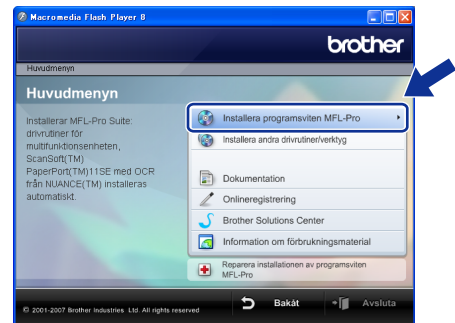 Macromedia Flash Player 8
brother
Huvudmenyn
Huvudmenyn
Installerar MFL-Pro Suite:
drivrutiner för
multifunktionsenheten,
ScanSoft(TM)
PaperPort(TM)11SE med OCR
från NUANCE(TM) installeras
automatiskt.
Installera programsviten MFL-Pro
Installera andra drivrutiner/verktyg
Dokumentation
Onlineregistrering
Brother Solutions Center
Information om förbrukningsmaterial
Reparera installationen av programsviten
MFL-Pro
© 2001-2007 Brother Industries Ltd. All rights reserved
Bakåt
Avsluta